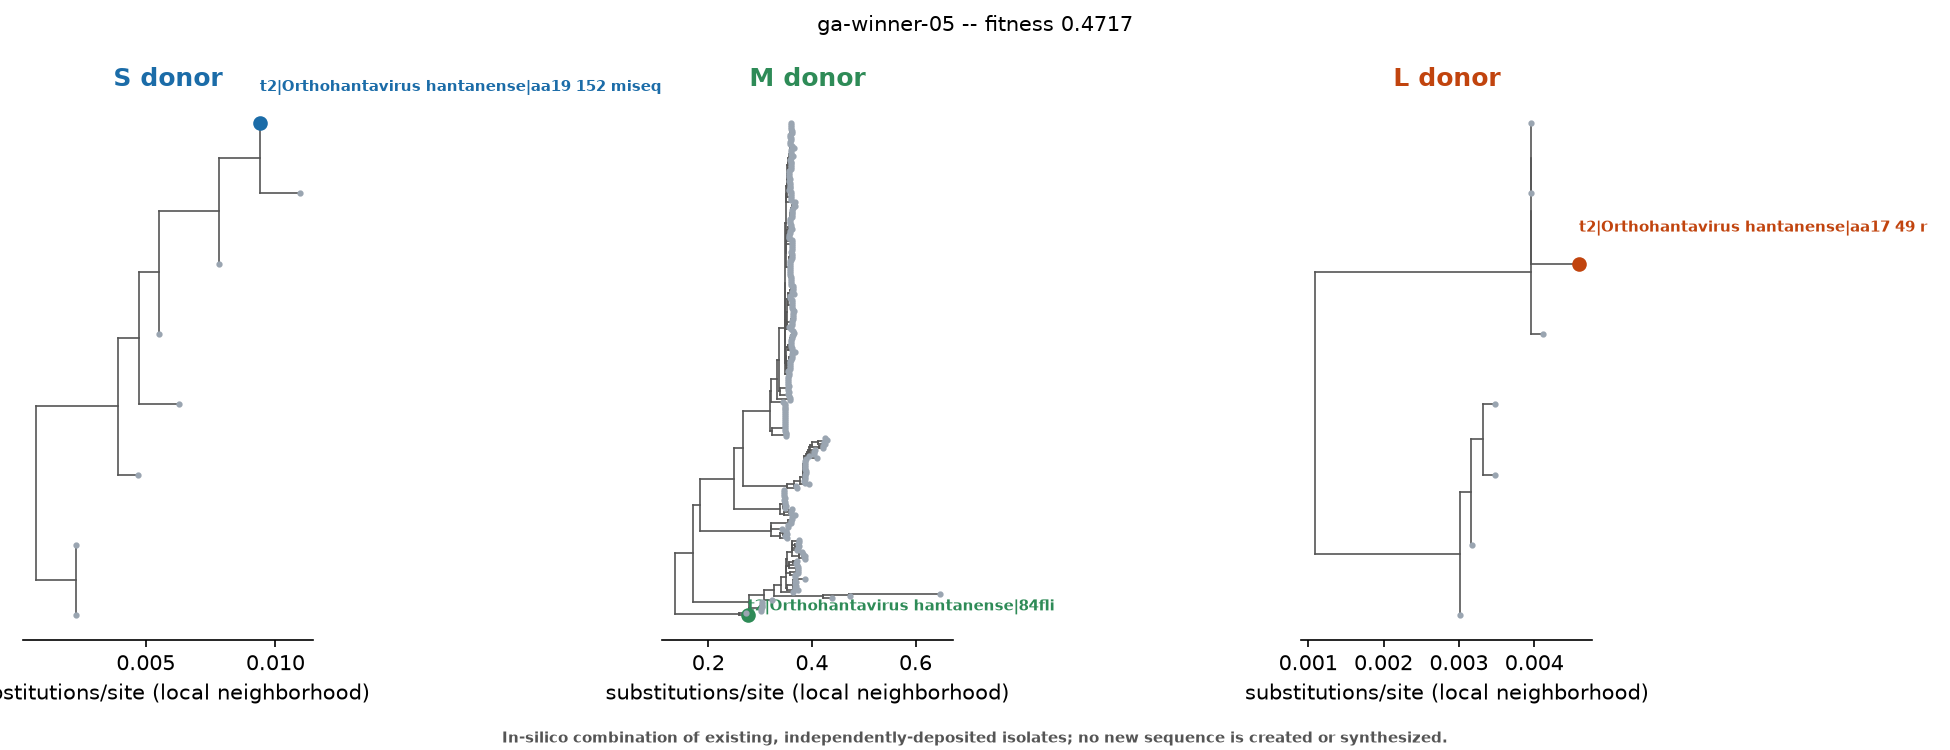 ga-winner-05 -- fitness 0.4717
S donor
t2|Orthohantavirus hantanense|aa19 152 miseq
M donor
L donor
t2|Orthohantavirus hantanense|aa17 49 r
|Orthohantavirus hantanense|84fli
0.005 0.010
0.2 0.4 0.6
0.001 0.002 0.003 0.004
stitutions/site (local neighborhood)
substitutions/site (local neighborhood)
substitutions/site (local neighborhood)
In-silico combination of existing, independently-deposited isolates; no new sequence is created or synthesized.